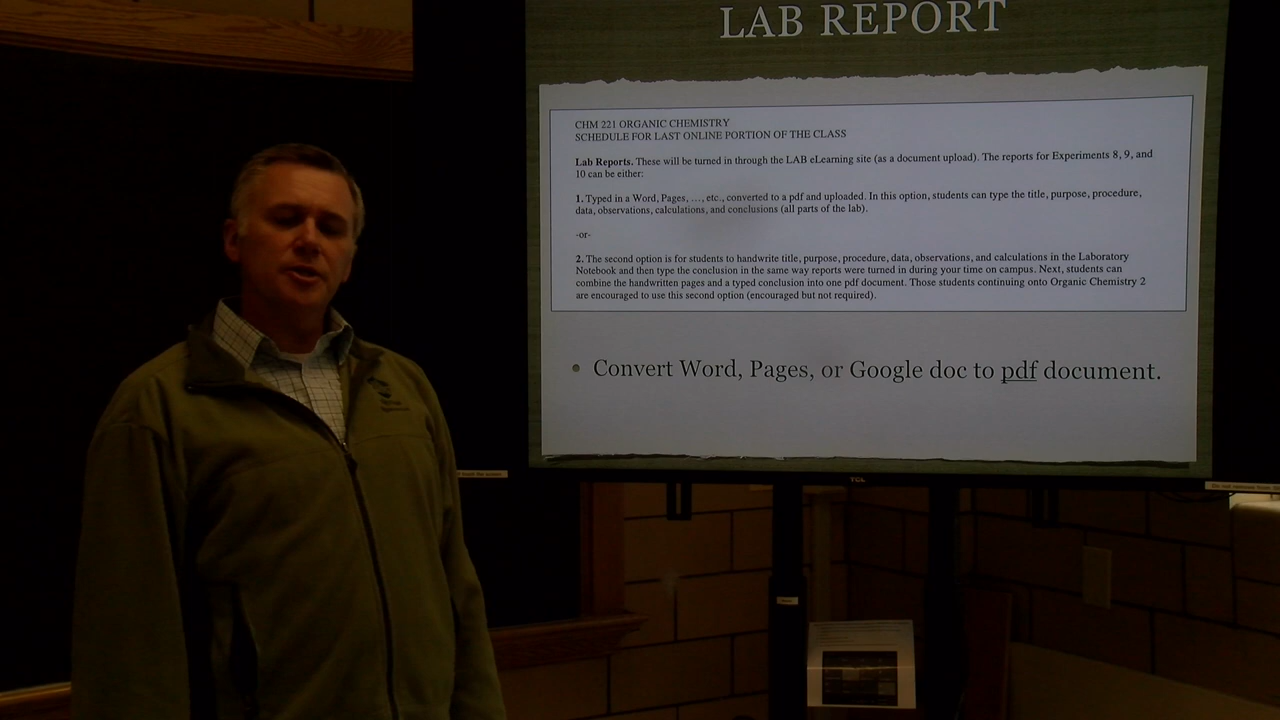 LAB REPORT
CHM 221 ORGANIC CHEMISTRY
SCHEDULE FOR LAST ONLINE PORTION OF THE CLASS
Lab Reports. These will be turned in through the LAB eLearning site (as a document upload). The reports for Experiments 8, 9, and
10 can be either:
1. Typed in a Word, Pages, …, etc., converted to a pdf and uploaded. In this option, students can type the title, purpose, procedure,
data, observations, calculations, and conclusions (all parts of the lab).
-or-
2. The second option is for students to handwrite title, purpose, procedure, data, observations, and calculations in the Laboratory
Notebook and then type the conclusion in the same way reports were turned in during your time on campus. Next, students can
combine the handwritten pages and a typed conclusion into one pdf document. Those students continuing onto Organic Chemistry 2
are encouraged to use this second option (encouraged but not required).
• Convert Word, Pages, or Google doc to pdf document.
TCL